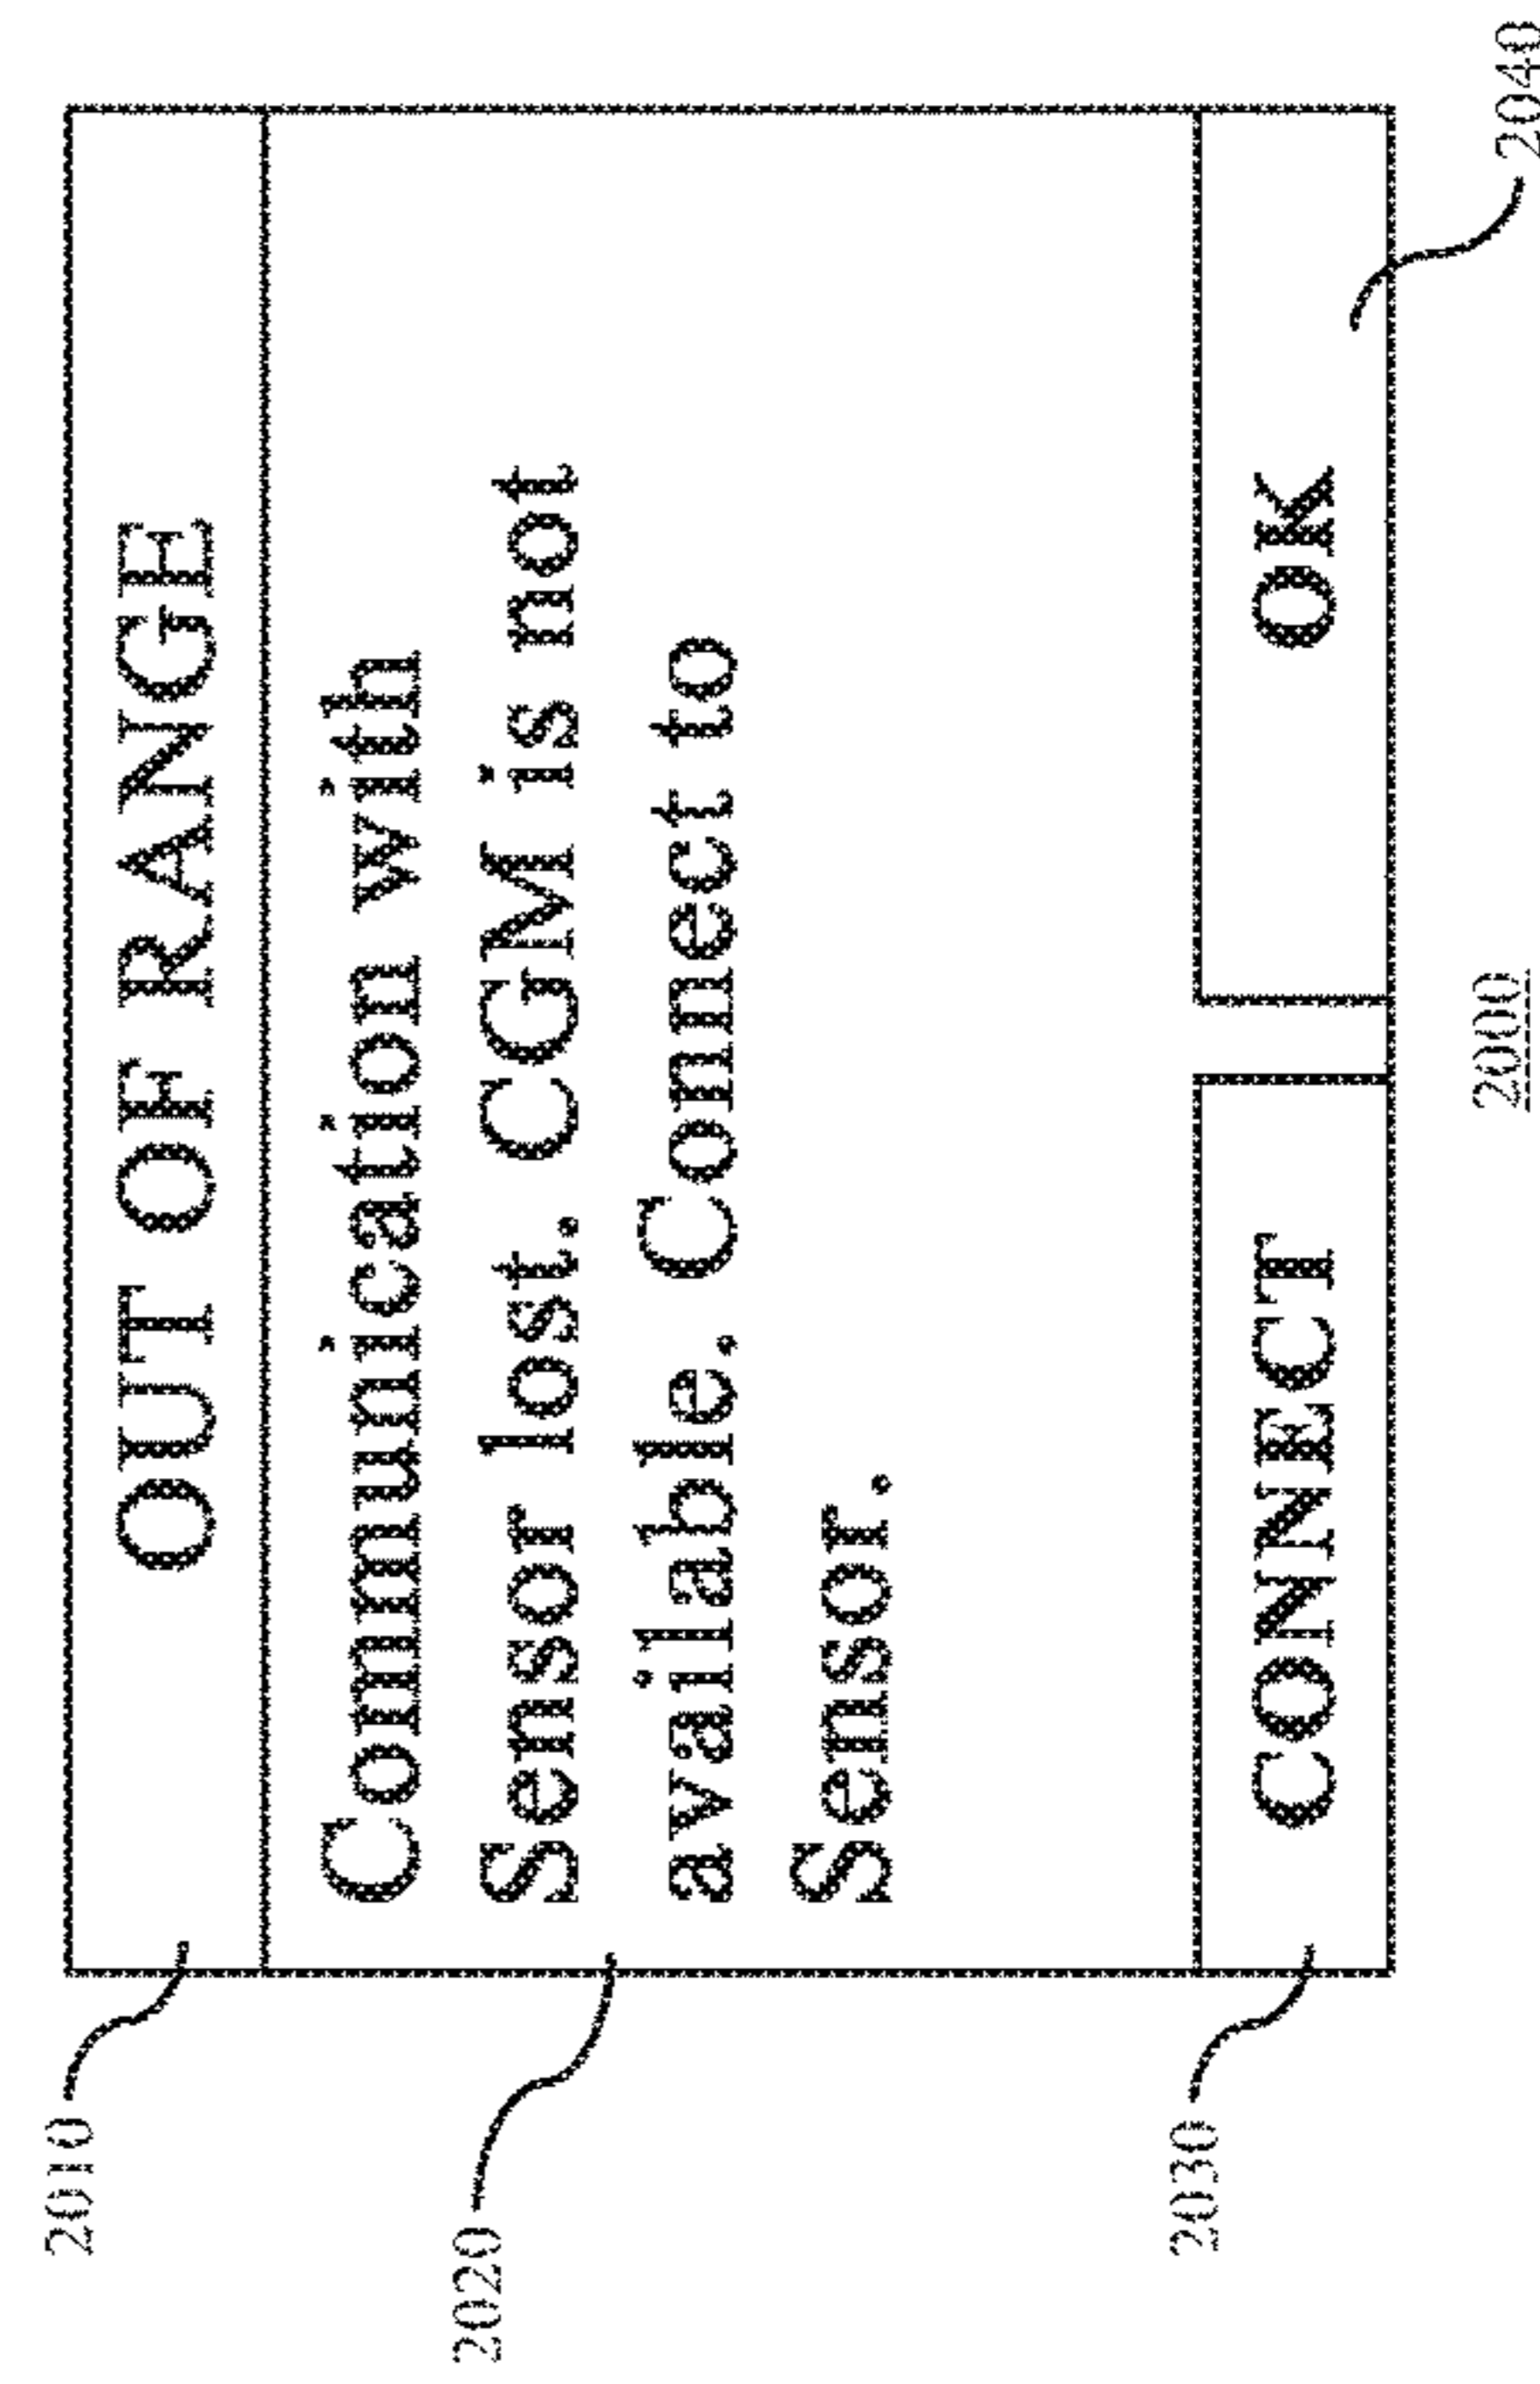 2010
OUT OF RANGE
2020
Communication with
Sensor lost. CGM is not
available. Connect to
Sensor.
2030
CONNECT
OK
2040
2000